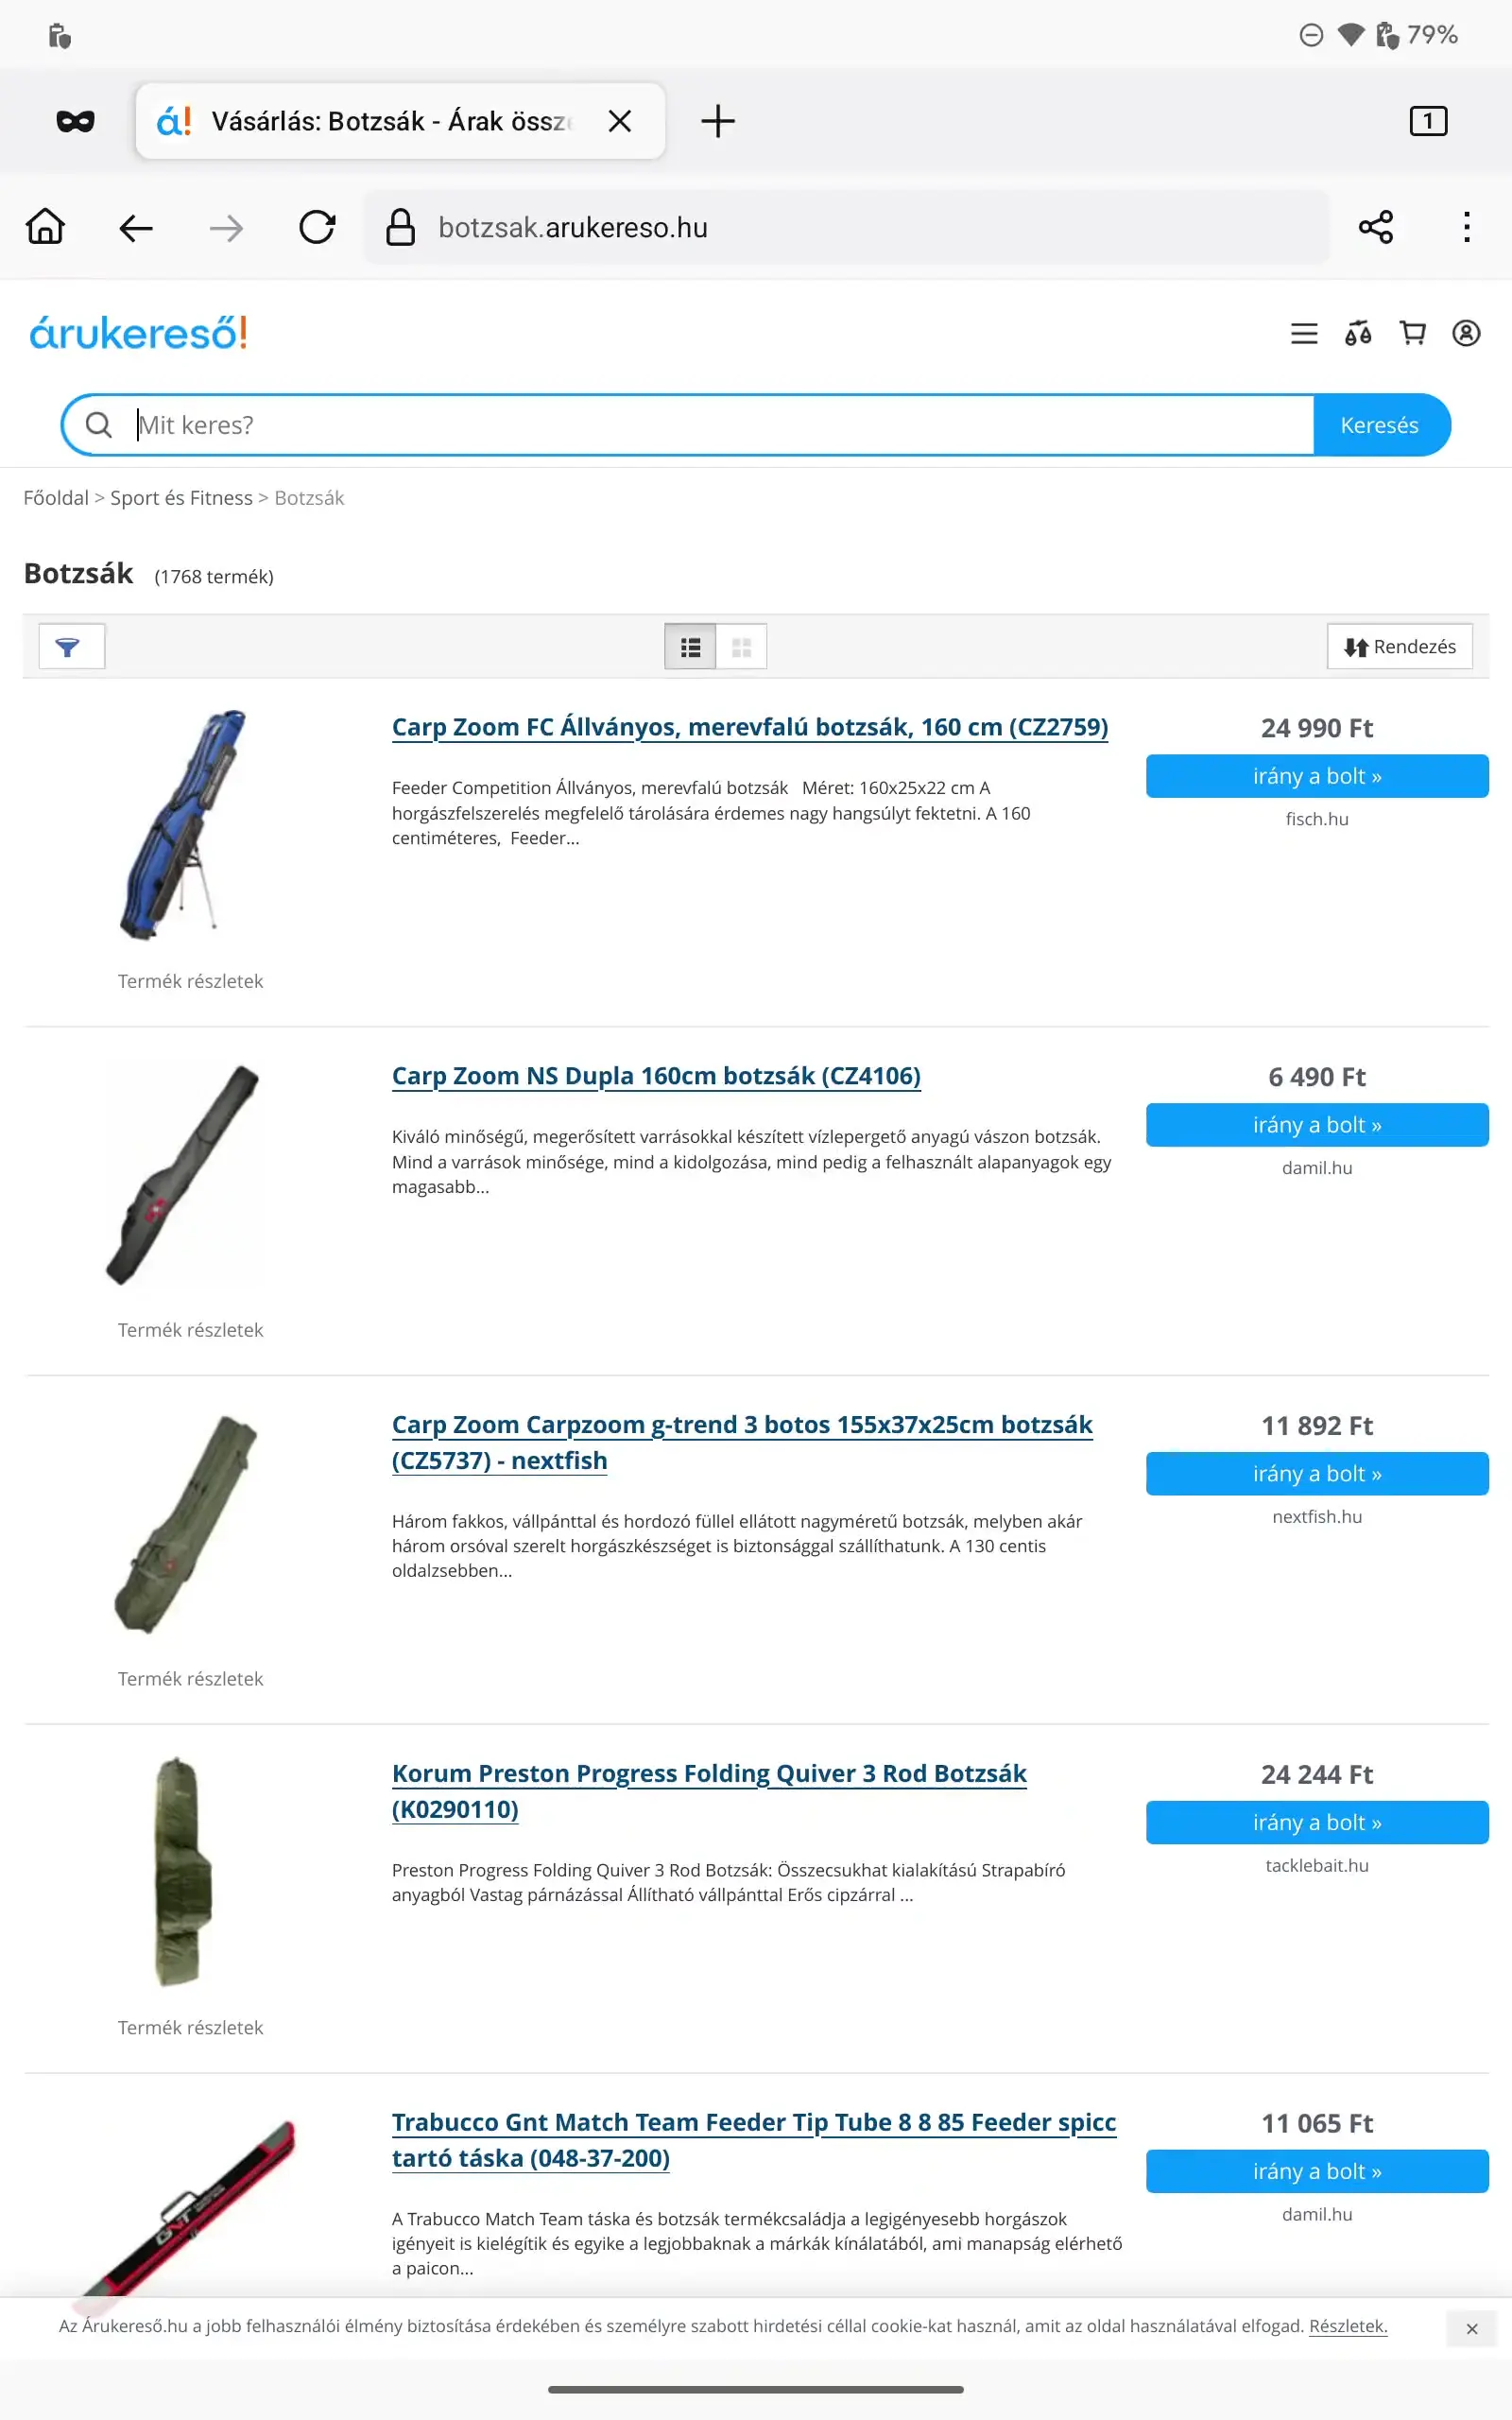 79%
á! Vásárlás: Botzsák - Árak össze
1
botzsak.arukereso.hu
árukereső!
Mit keres?
Keresés
Főoldal > Sport és Fitness > Botzsák
Botzsák (1768 termék)
Rendezés
Carp Zoom FC Állványos, merevfalú botzsák, 160 cm (CZ2759)
24 990 Ft
Feeder Competition Állványos, merevfalú botzsák   Méret: 160x25x22 cm A
horgászfelszerelés megfelelő tárolására érdemes nagy hangsúlyt fektetni. A 160
centiméteres,  Feeder...
irány a bolt »
fisch.hu
Termék részletek
Carp Zoom NS Dupla 160cm botzsák (CZ4106)
6 490 Ft
Kiváló minőségű, megerősített varrásokkal készített vízlepergető anyagú vászon botzsák.
Mind a varrások minősége, mind a kidolgozása, mind pedig a felhasznált alapanyagok egy
magasabb...
irány a bolt »
damil.hu
Termék részletek
Carp Zoom Carpzoom g-trend 3 botos 155x37x25cm botzsák
(CZ5737) - nextfish
11 892 Ft
Három fakkos, vállpánttal és hordozó füllel ellátott nagyméretű botzsák, melyben akár
három orsóval szerelt horgászkészséget is biztonsággal szállíthatunk. A 130 centis
oldalzsebben...
irány a bolt »
nextfish.hu
Termék részletek
Korum Preston Progress Folding Quiver 3 Rod Botzsák
(K0290110)
24 244 Ft
Preston Progress Folding Quiver 3 Rod Botzsák: Összecsukhat kialakítású Strapabíró
anyagból Vastag párnázással Állítható vállpánttal Erős cipzárral ...
irány a bolt »
tacklebait.hu
Termék részletek
Trabucco Gnt Match Team Feeder Tip Tube 8 8 85 Feeder spicc
tartó táska (048-37-200)
11 065 Ft
A Trabucco Match Team táska és botzsák termékcsaládja a legigényesebb horgászok
igényeit is kielégítik és egyike a legjobbaknak a márkák kínálatából, ami manapság elérhető
a paicon...
irány a bolt »
damil.hu
GNT
Az Árukereső.hu a jobb felhasználói élmény biztosítása érdekében és személyre szabott hirdetési céllal cookie-kat használ, amit az oldal használatával elfogad. Részletek.